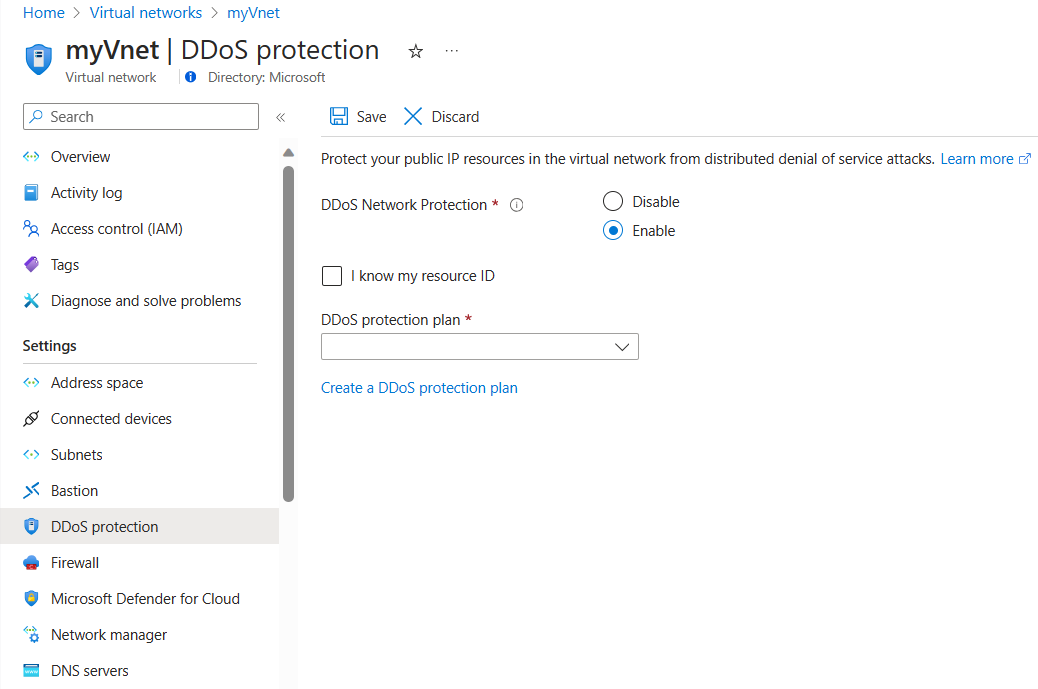 Home > Virtual networks > myVnet
myVnet | DDoS protection
Virtual network
Directory: Microsoft
Search
Save
Discard
Overview
Activity log
Access control (IAM)
Tags
Diagnose and solve problems
Settings
Address space
Connected devices
Subnets
Bastion
DDoS protection
Firewall
Microsoft Defender for Cloud
Network manager
DNS servers
Protect your public IP resources in the virtual network from distributed denial of service attacks. Learn more
DDoS Network Protection *
Disable
Enable
I know my resource ID
DDoS protection plan *
Create a DDoS protection plan